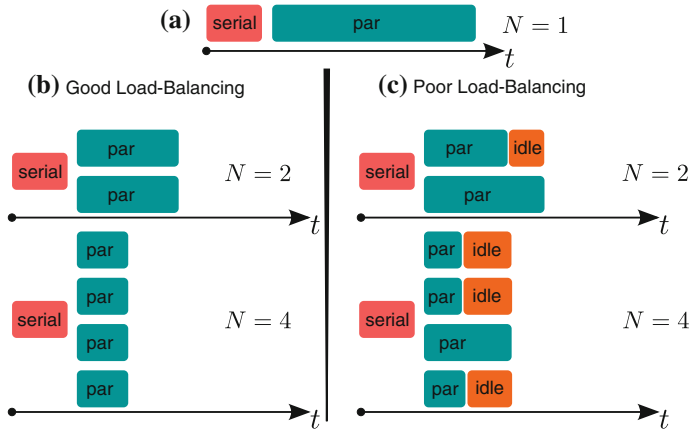 (a) serial par N = 1
t
(b) Good Load-Balancing
par
serial
par
N = 2
t
par
par
serial
par
par
N = 4
t
(c) Poor Load-Balancing
par idle
serial
par
N = 2
t
par idle
par idle
serial
par
par idle
N = 4
t